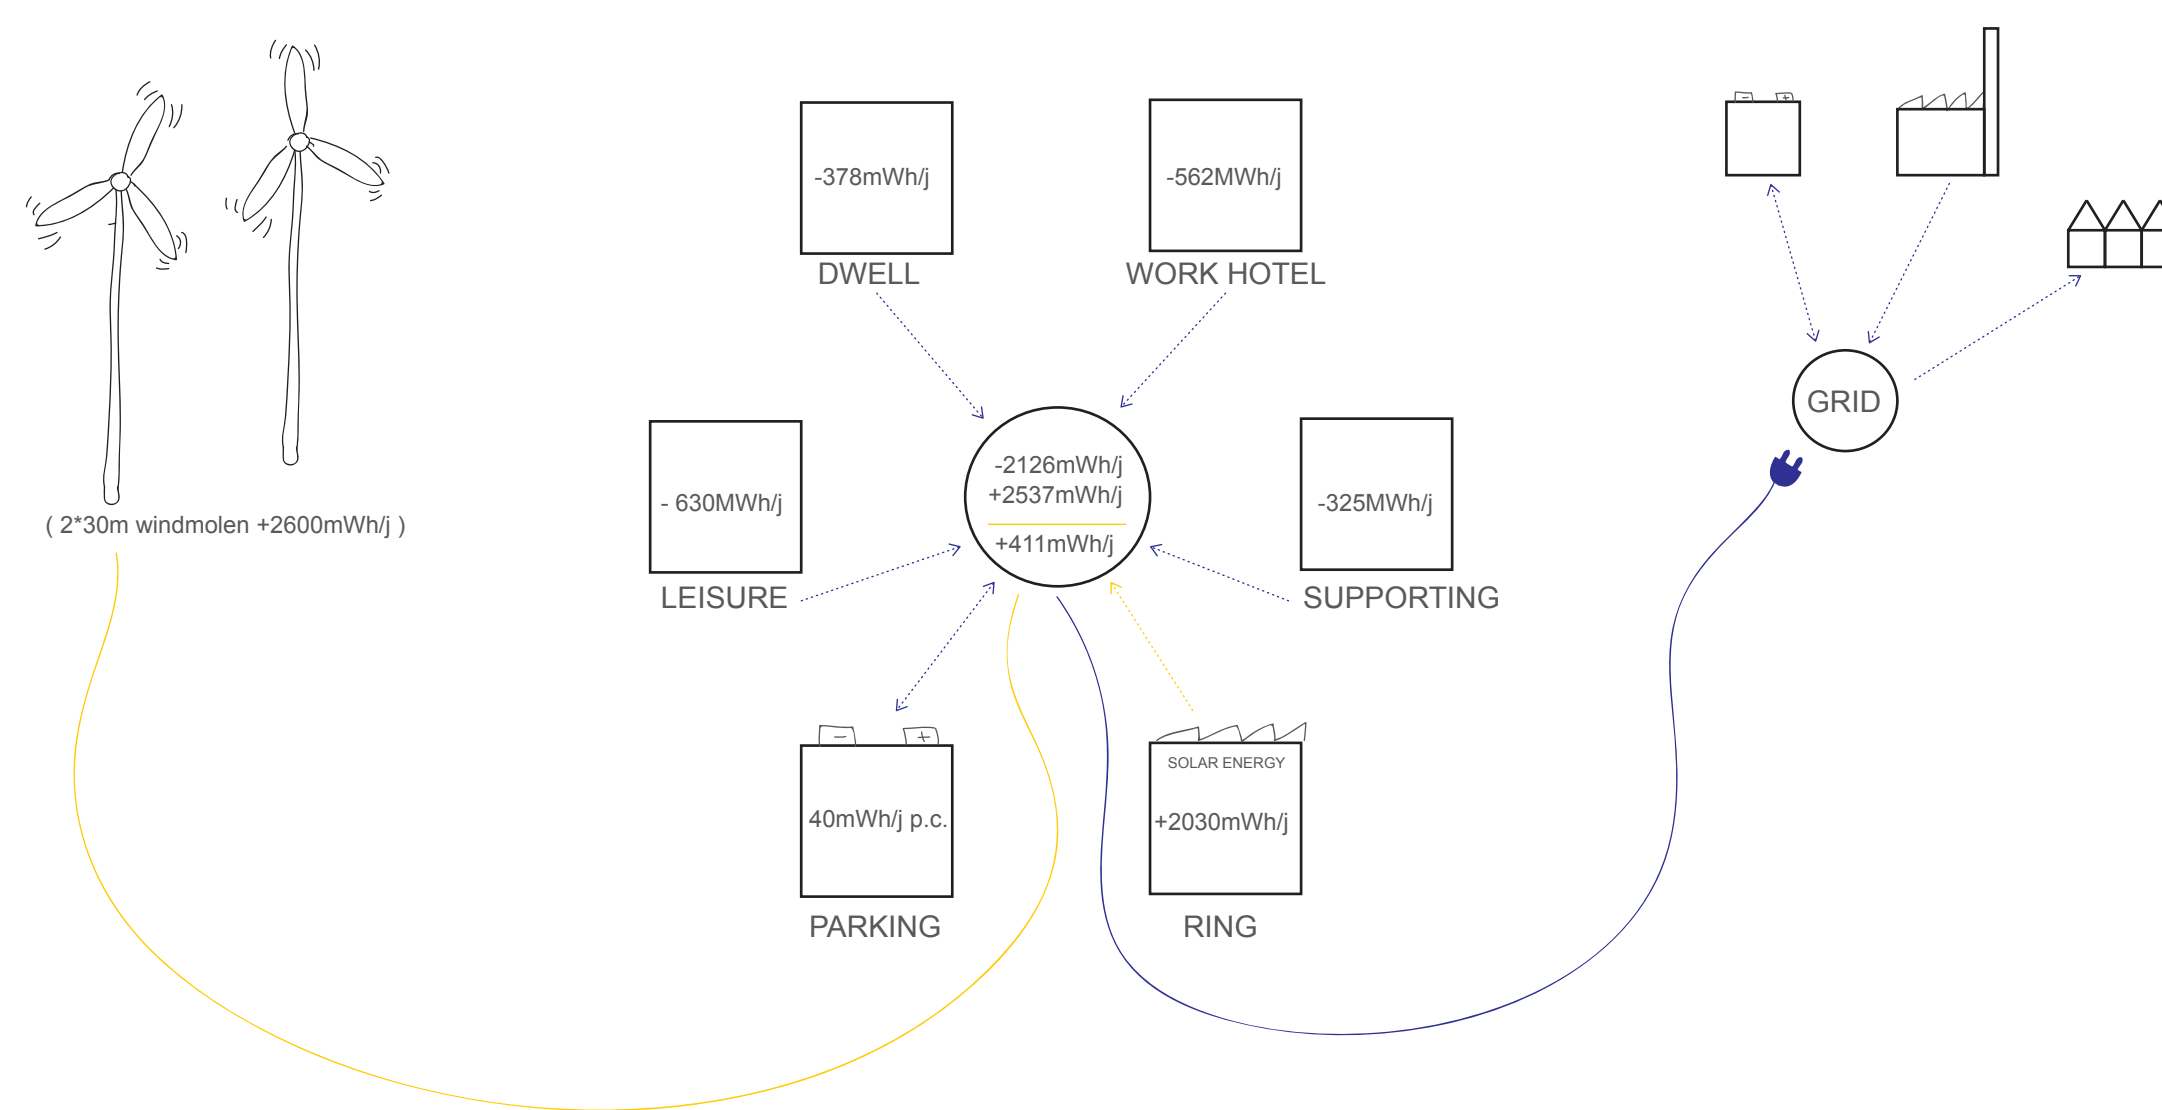 -378mWh/j
DWELL
-562MWh/j
WORK HOTEL
GRID
( 2*30m windmolen +2600mWh/j )
- 630MWh/j
LEISURE
-2126mWh/j
+2537mWh/j
+411mWh/j
-325MWh/j
SUPPORTING
- +
40mWh/j p.c.
PARKING
SOLAR ENERGY
+2030mWh/j
RING
- +